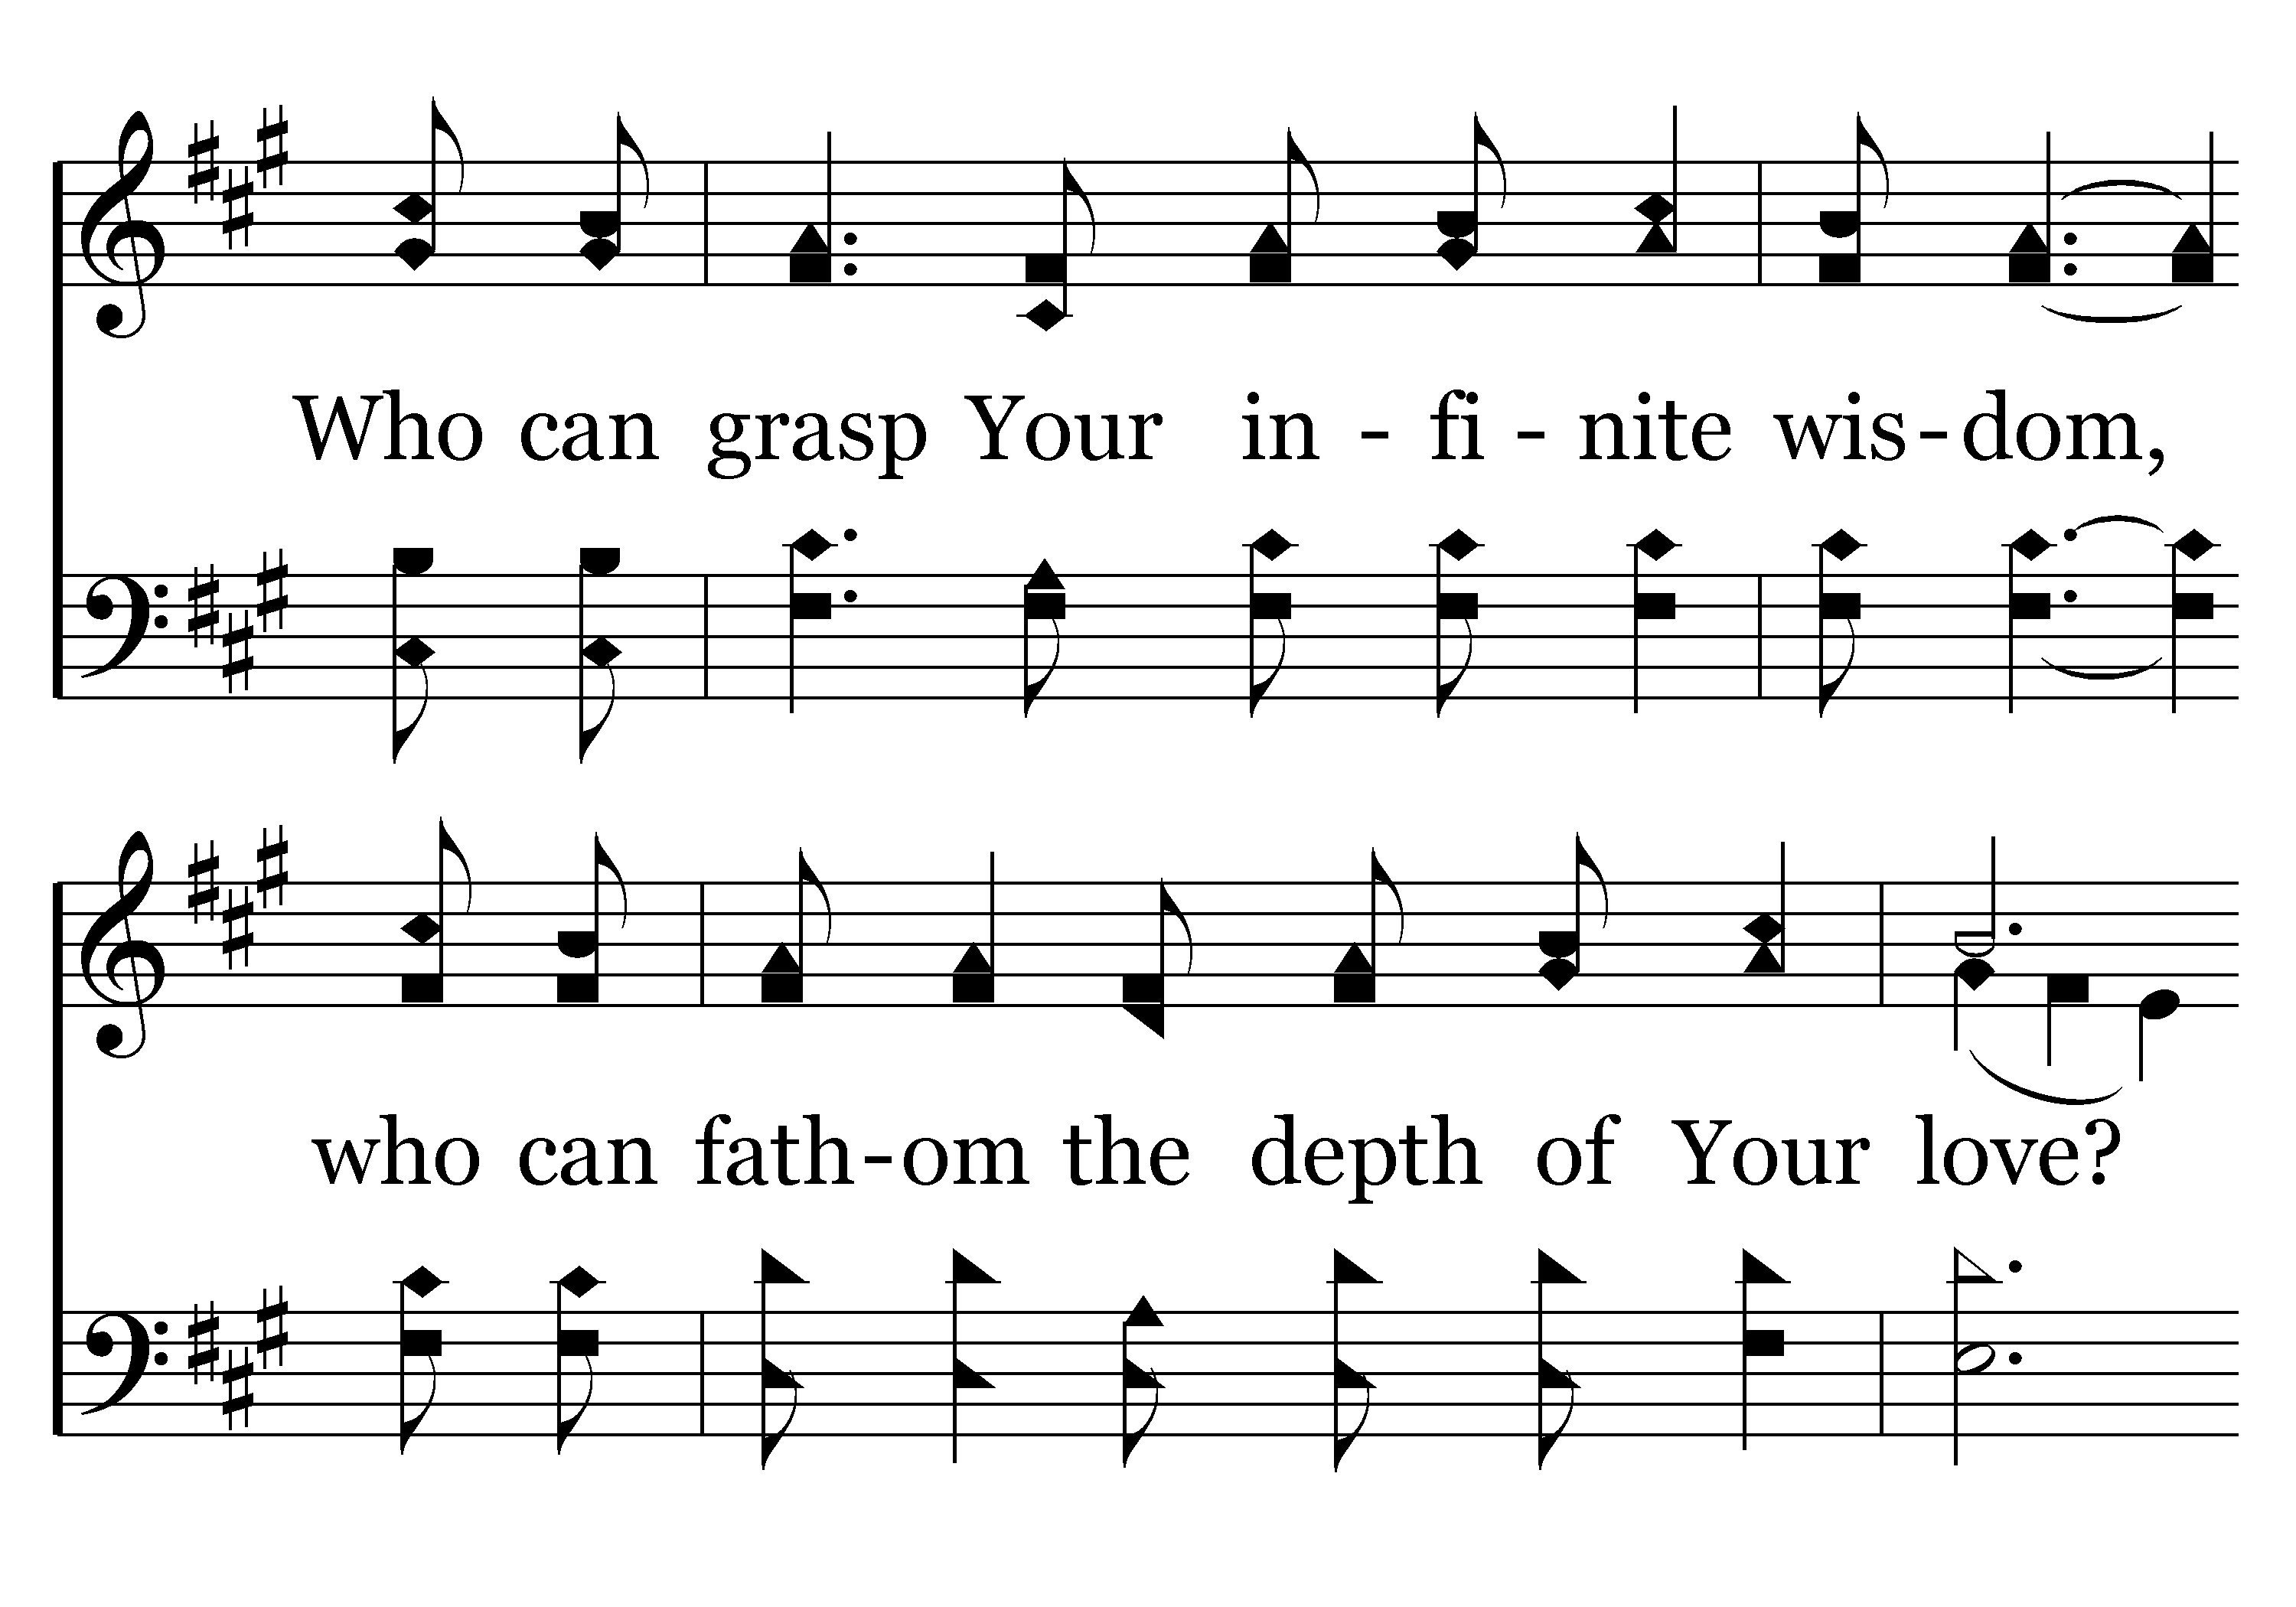 Who can grasp Your in - fi - nite wis - dom,
who can fath - om the depth of Your love?